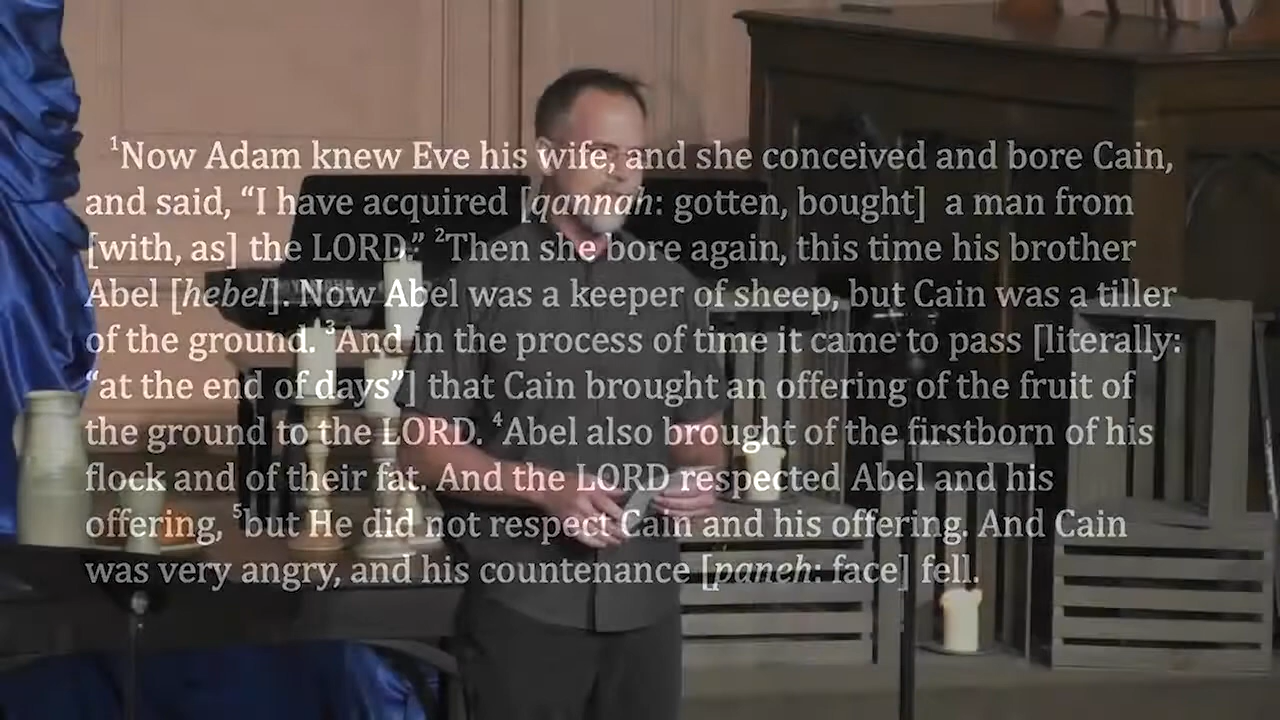 ¹Now Adam knew Eve his wife, and she conceived and bore Cain,
and said, “I have acquired [qannah: gotten, bought] a man from
[with, as] the LORD.” ²Then she bore again, this time his brother
Abel [hebel]. Now Abel was a keeper of sheep, but Cain was a tiller
of the ground. ³And in the process of time it came to pass [literally:
“at the end of days”] that Cain brought an offering of the fruit of
the ground to the LORD. ⁴Abel also brought of the firstborn of his
flock and of their fat. And the LORD respected Abel and his
offering, ⁵but He did not respect Cain and his offering. And Cain
was very angry, and his countenance [paneh: face] fell.